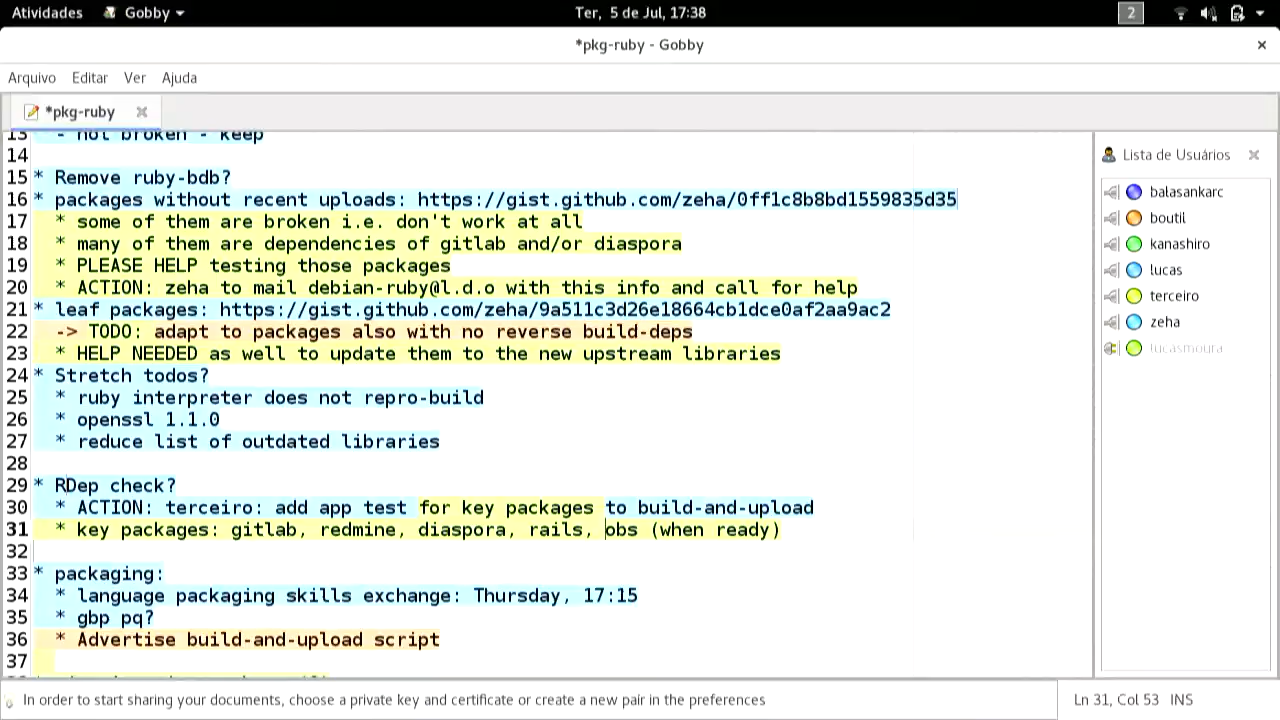 Atividades Gobby Ter, 5 de Jul, 17:38 2
*pkg-ruby - Gobby
Arquivo Editar Ver Ajuda
*pkg-ruby
13 - not broken - keep
14
15 * Remove ruby-bdb?
16 * packages without recent uploads: https://gist.github.com/zeha/0ff1c8b8bd1559835d35
17 * some of them are broken i.e. don't work at all
18 * many of them are dependencies of gitlab and/or diaspora
19 * PLEASE HELP testing those packages
20 * ACTION: zeha to mail debian-ruby@l.d.o with this info and call for help
21 * leaf packages: https://gist.github.com/zeha/9a511c3d26e18664cb1dce0af2aa9ac2
22 -> TODO: adapt to packages also with no reverse build-deps
23 * HELP NEEDED as well to update them to the new upstream libraries
24 * Stretch todos?
25 * ruby interpreter does not repro-build
26 * openssl 1.1.0
27 * reduce list of outdated libraries
28
29 * RDep check?
30 * ACTION: terceiro: add app test for key packages to build-and-upload
31 * key packages: gitlab, redmine, diaspora, rails, obs (when ready)
32
33 * packaging:
34 * language packaging skills exchange: Thursday, 17:15
35 * gbp pq?
36 * Advertise build-and-upload script
37
Lista de Usuários
balasankarc
boutil
kanashiro
lucas
terceiro
zeha
lucasmoura
In order to start sharing your documents, choose a private key and certificate or create a new pair in the preferences
Ln 31, Col 53 INS